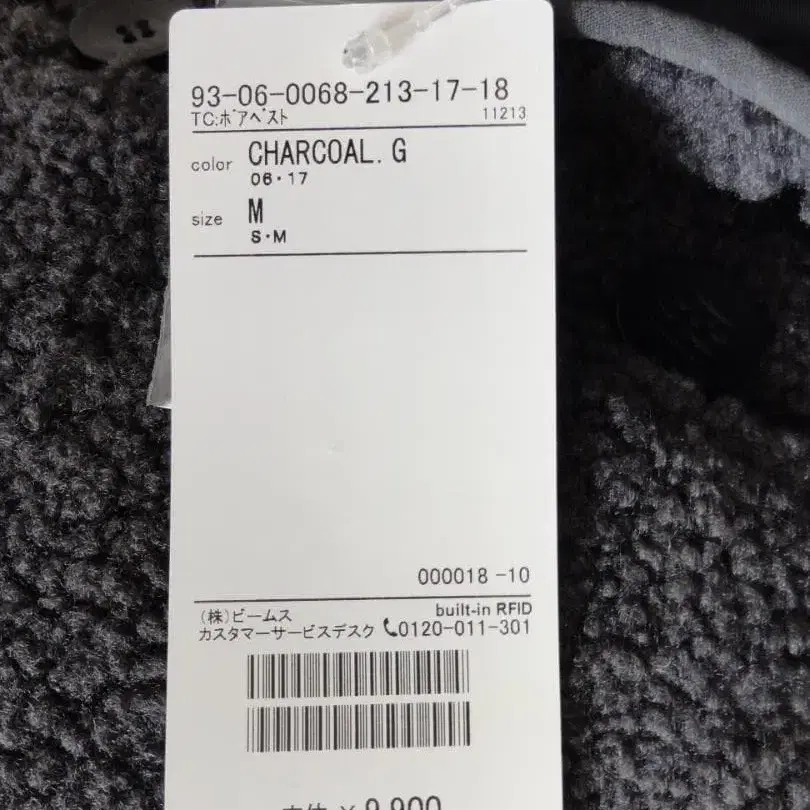 93-06-0068-213-17-18
TC:ボアベスト 11213
color CHARCOAL. G
06・17
size M
S・M
000018 -10
(株)ビームス built-in RFID
カスタマーサービスデスク 0120-011-301
¥9,900